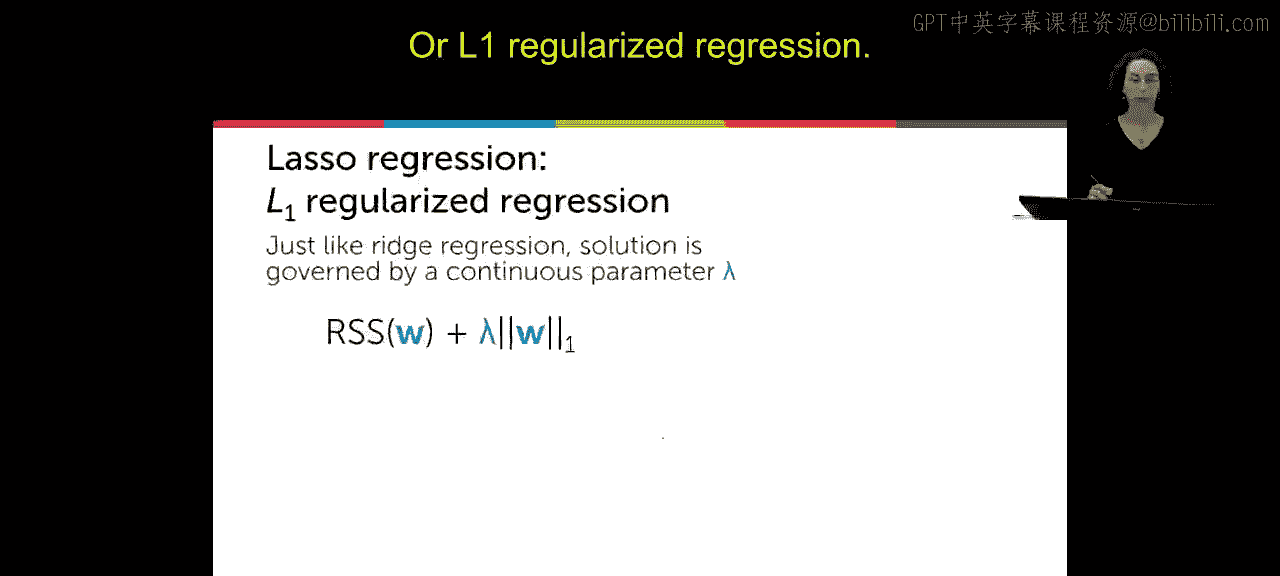 GPT中英字幕课程资源@bilibili.com
Or L1 regularized regression.
Lasso regression:
L₁ regularized regression
Just like ridge regression, solution is
governed by a continuous parameter λ
RSS(w) + λ||w||₁